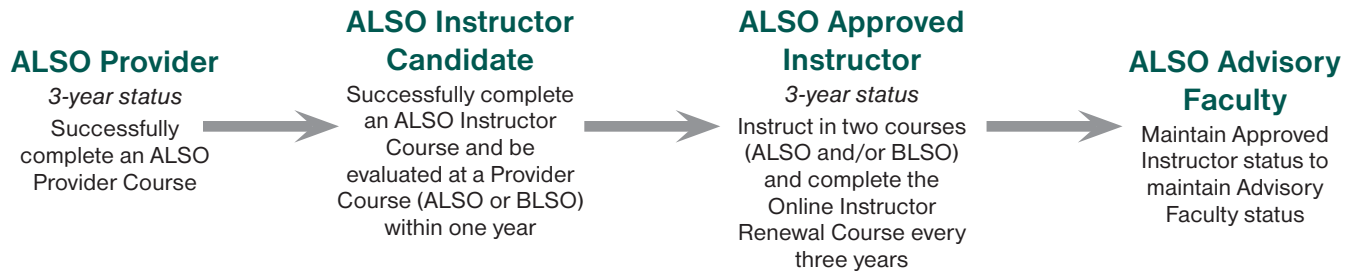 ALSO Provider
3-year status
Successfully
complete an ALSO
Provider Course
ALSO Instructor
Candidate
Successfully complete
an ALSO Instructor
Course and be
evaluated at a Provider
Course (ALSO or BLSO)
within one year
ALSO Approved
Instructor
3-year status
Instruct in two courses
(ALSO and/or BLSO)
and complete the
Online Instructor
Renewal Course every
three years
ALSO Advisory
Faculty
Maintain Approved
Instructor status to
maintain Advisory
Faculty status